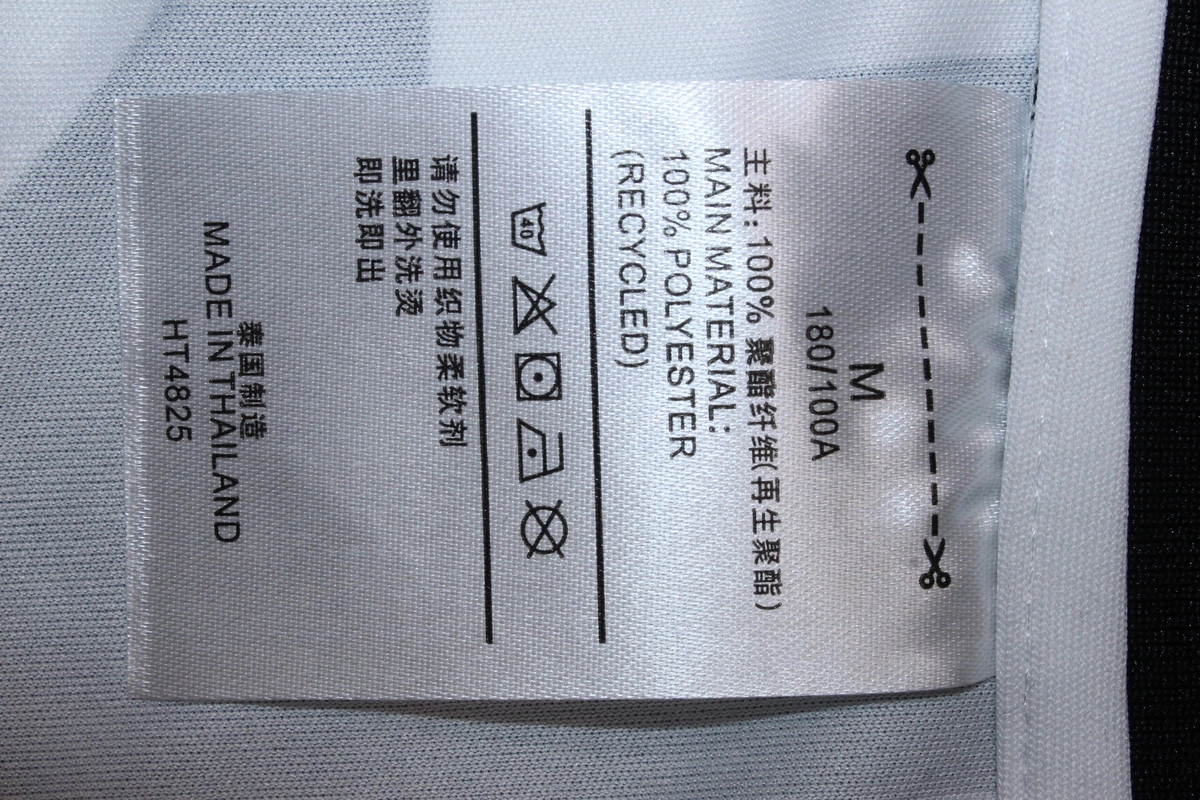 M
180/100A
主料: 100% 聚酯纤维(再生聚酯)
MAIN MATERIAL:
100% POLYESTER
(RECYCLED)
40
请勿使用织物柔软剂
里翻外洗烫
即洗即出
泰国制造
MADE IN THAILAND
HT4825